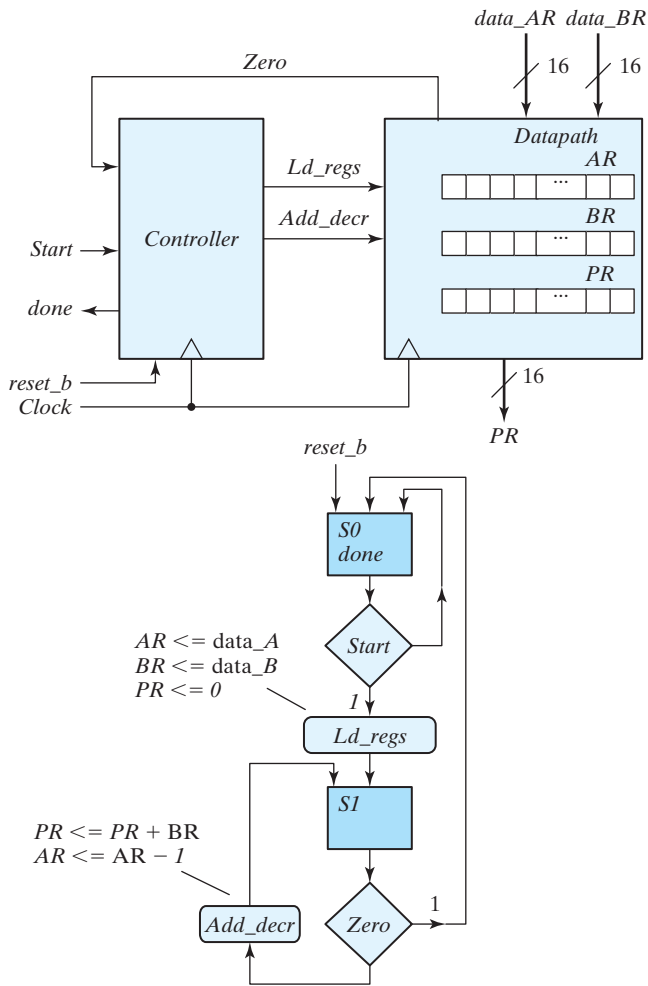 data_AR data_BR
16 16
Zero
Datapath
AR
...
Ld_regs
BR
...
Add_decr
Controller
Start
PR
...
done
reset_b
Clock
16
PR
reset_b
S0
done
Start
AR <= data_A
BR <= data_B
PR <= 0
1
Ld_regs
S1
PR <= PR + BR
AR <= AR − 1
1
Add_decr
Zero